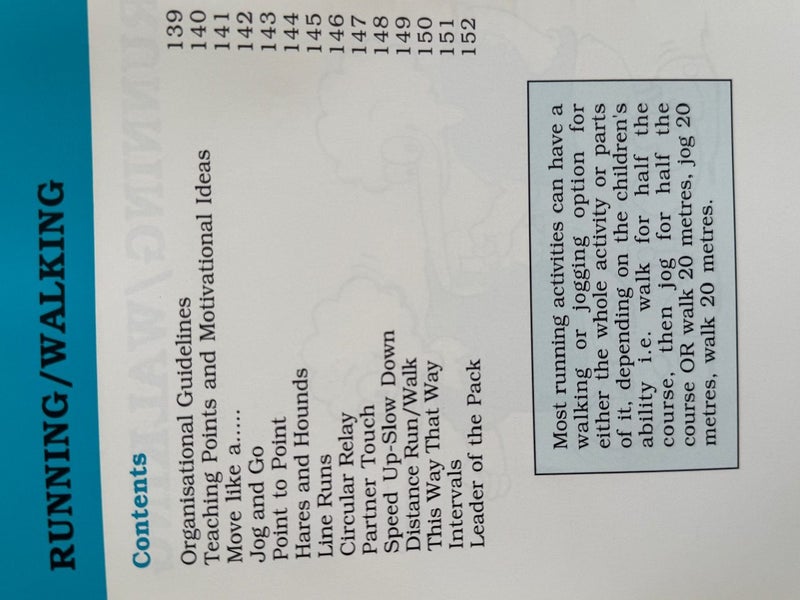 RUNNING/WALKING
Contents
Organisational Guidelines 139
Teaching Points and Motivational Ideas 140
Move like a..... 141
Jog and Go 142
Point to Point 143
Hares and Hounds 144
Line Runs 145
Circular Relay 146
Partner Touch 147
Speed Up-Slow Down 148
Distance Run/Walk 149
This Way That Way 150
Intervals 151
Leader of the Pack 152
Most running activities can have a
walking or jogging option for
either the whole activity or parts
of it, depending on the children's
ability i.e. walk for half the
course, then jog for half the
course OR walk 20 metres, jog 20
metres, walk 20 metres.